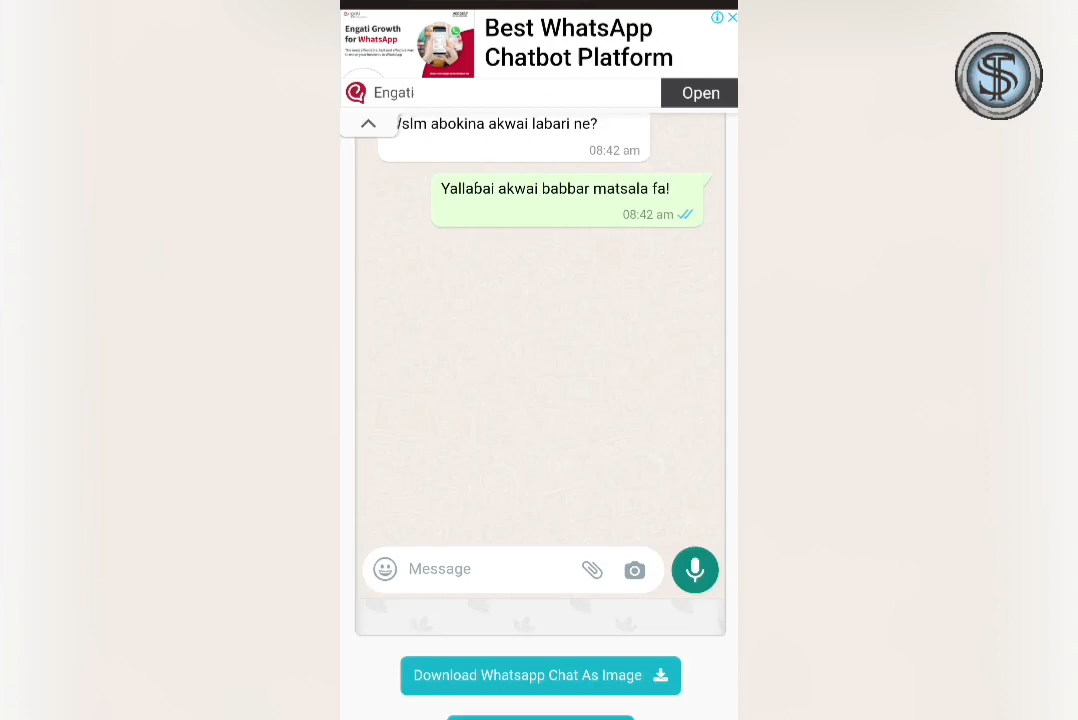 Engati Growth
for WhatsApp
Best WhatsApp
Chatbot Platform
Engati
Open
/slm abokina akwai labari ne?
08:42 am
Yallaɓai akwai babbar matsala fa!
08:42 am
Message
Download Whatsapp Chat As Image